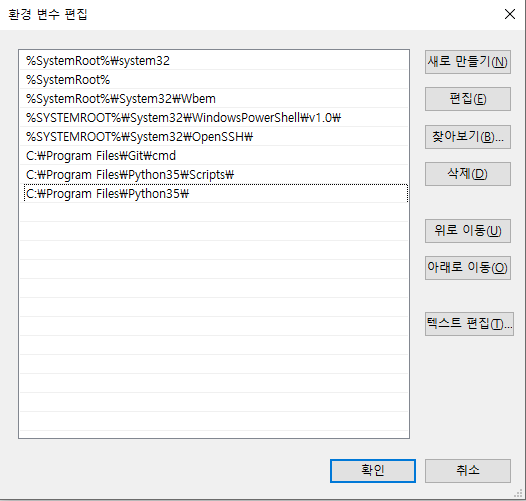 환경 변수 편집
%SystemRoot%₩system32
%SystemRoot%
%SystemRoot%₩System32₩Wbem
%SYSTEMROOT%₩System32₩WindowsPowerShell₩v1.0₩
%SYSTEMROOT%₩System32₩OpenSSH₩
C:₩Program Files₩Git₩cmd
C:₩Program Files₩Python35₩Scripts₩
C:₩Program Files₩Python35₩
새로 만들기(N)
편집(E)
찾아보기(B)...
삭제(D)
위로 이동(U)
아래로 이동(O)
텍스트 편집(T)...
확인
취소